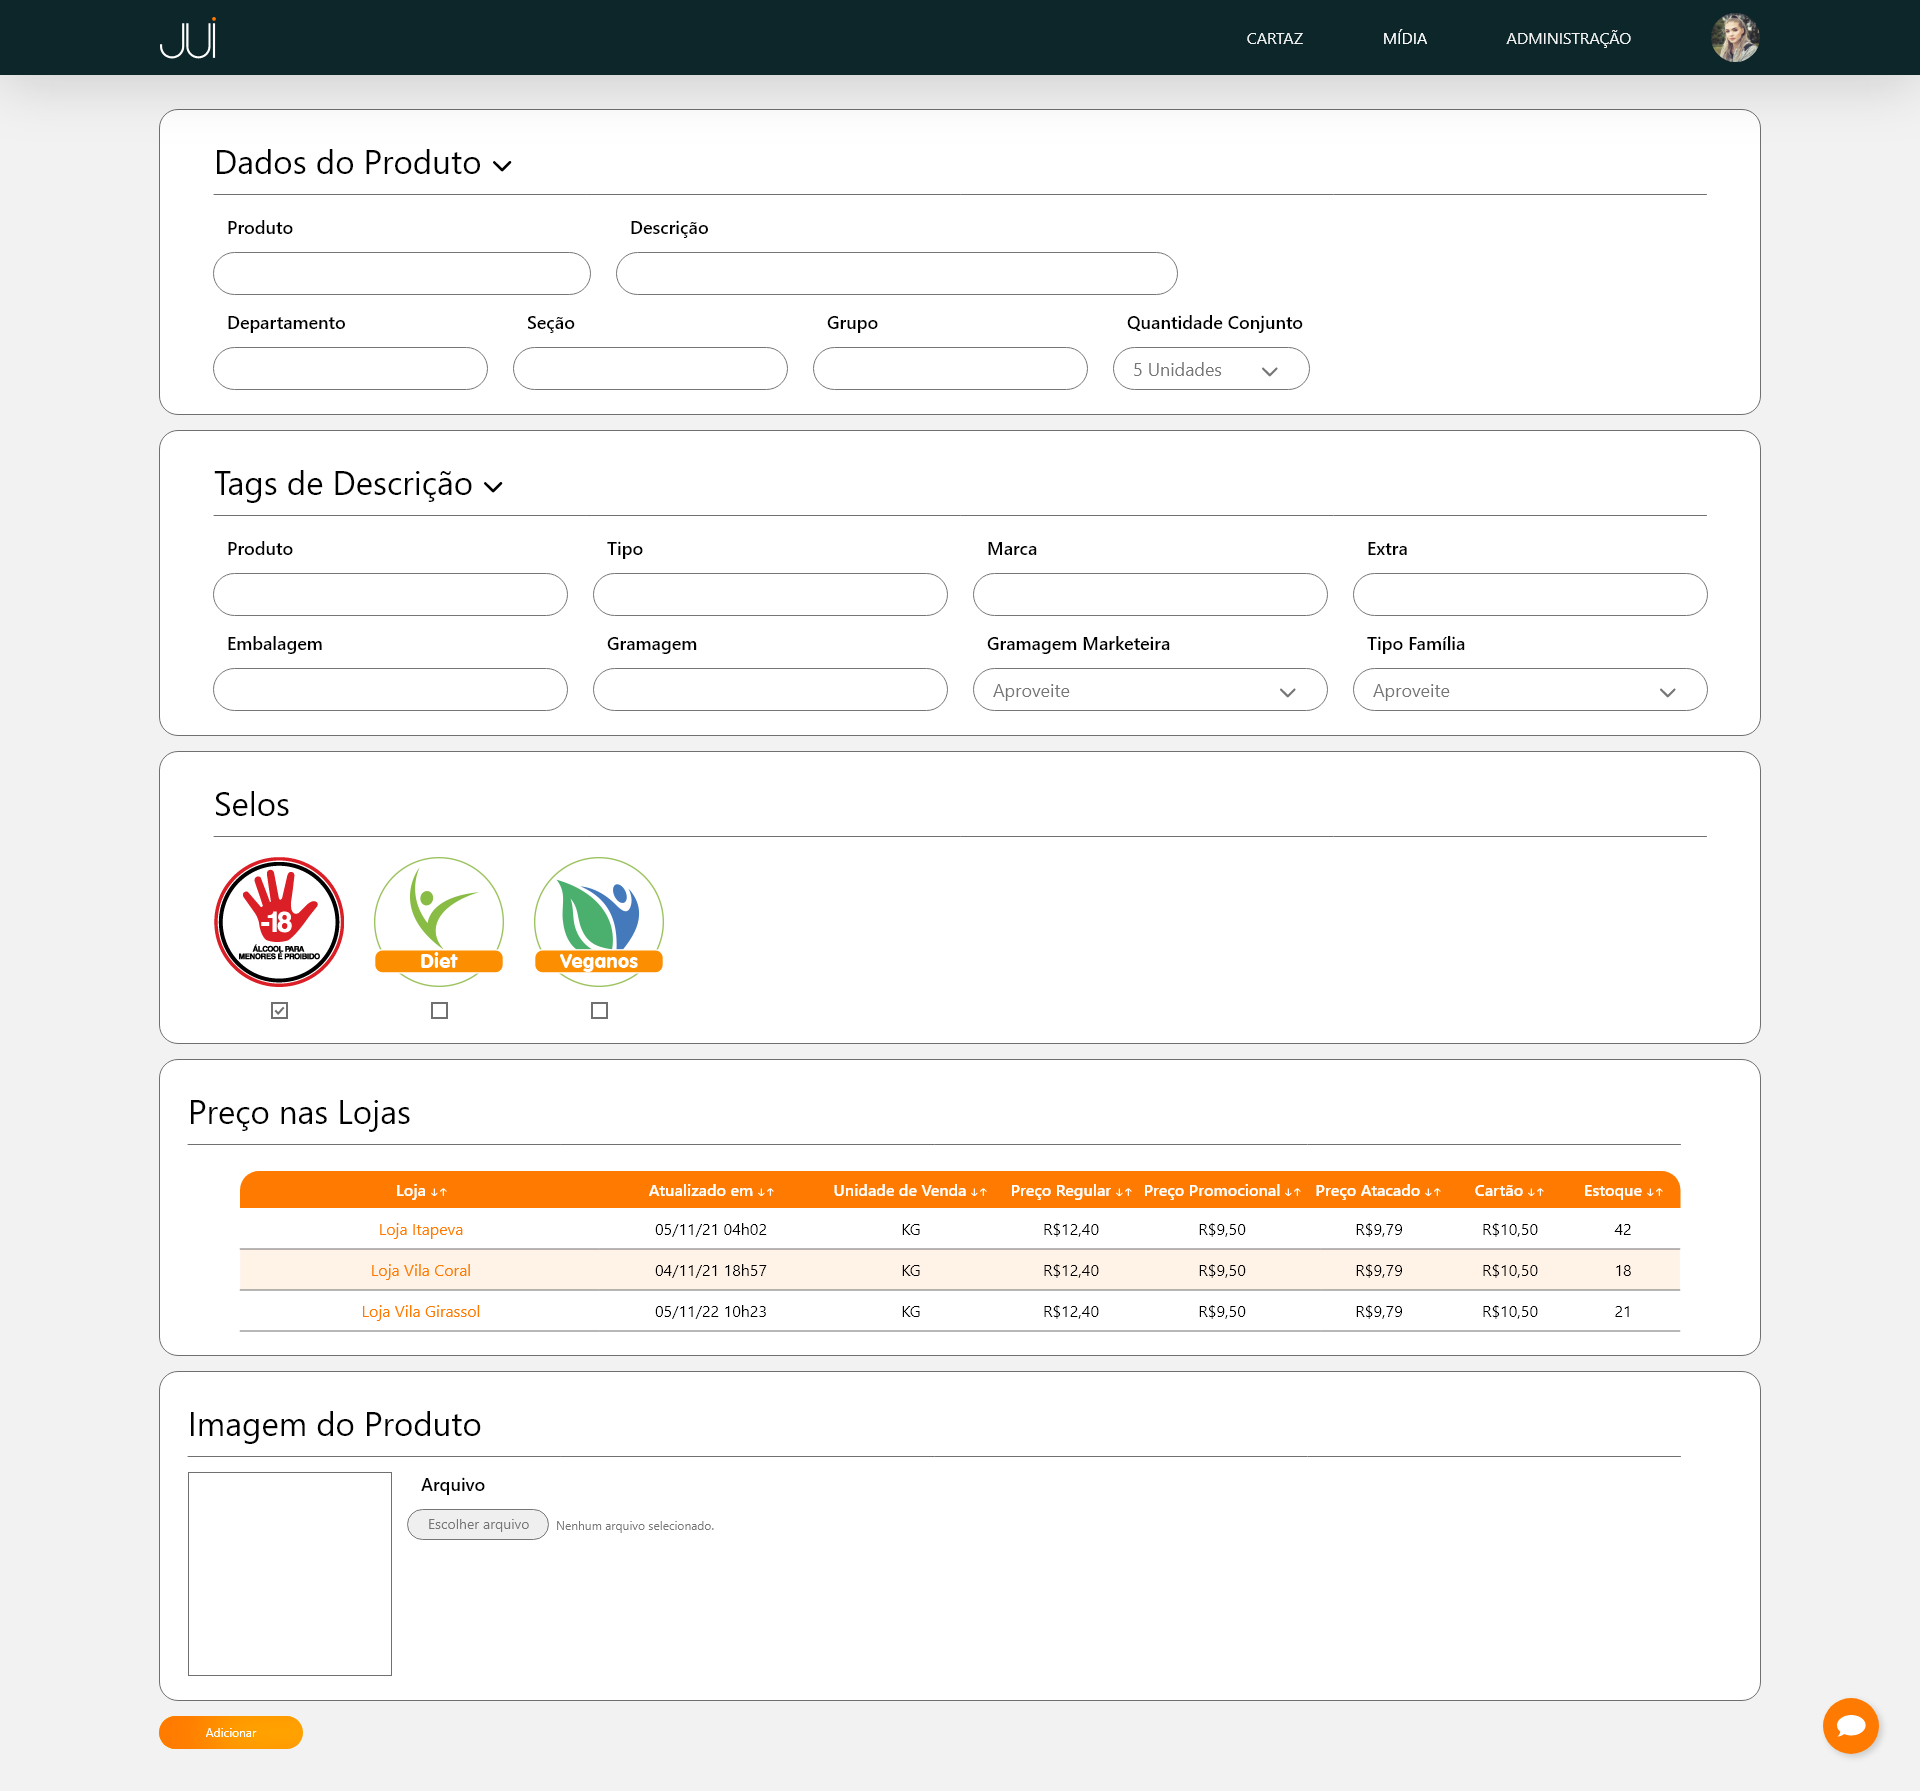 JUI
CARTAZ MÍDIA ADMINISTRAÇÃO
Dados do Produto
Produto Descrição
Departamento Seção Grupo Quantidade Conjunto
5 Unidades
Tags de Descrição
Produto Tipo Marca Extra
Embalagem Gramagem Gramagem Marketeira Tipo Família
Aproveite Aproveite
Selos
-18
ÁLCOOL PARA
MENORES É PROIBIDO
Diet
Veganos
Preço nas Lojas
Loja ↓↑ Atualizado em ↓↑ Unidade de Venda ↓↑ Preço Regular ↓↑ Preço Promocional ↓↑ Preço Atacado ↓↑ Cartão ↓↑ Estoque ↓↑
Loja Itapeva 05/11/21 04h02 KG R$12,40 R$9,50 R$9,79 R$10,50 42
Loja Vila Coral 04/11/21 18h57 KG R$12,40 R$9,50 R$9,79 R$10,50 18
Loja Vila Girassol 05/11/22 10h23 KG R$12,40 R$9,50 R$9,79 R$10,50 21
Imagem do Produto
Arquivo
Escolher arquivo Nenhum arquivo selecionado.
Adicionar